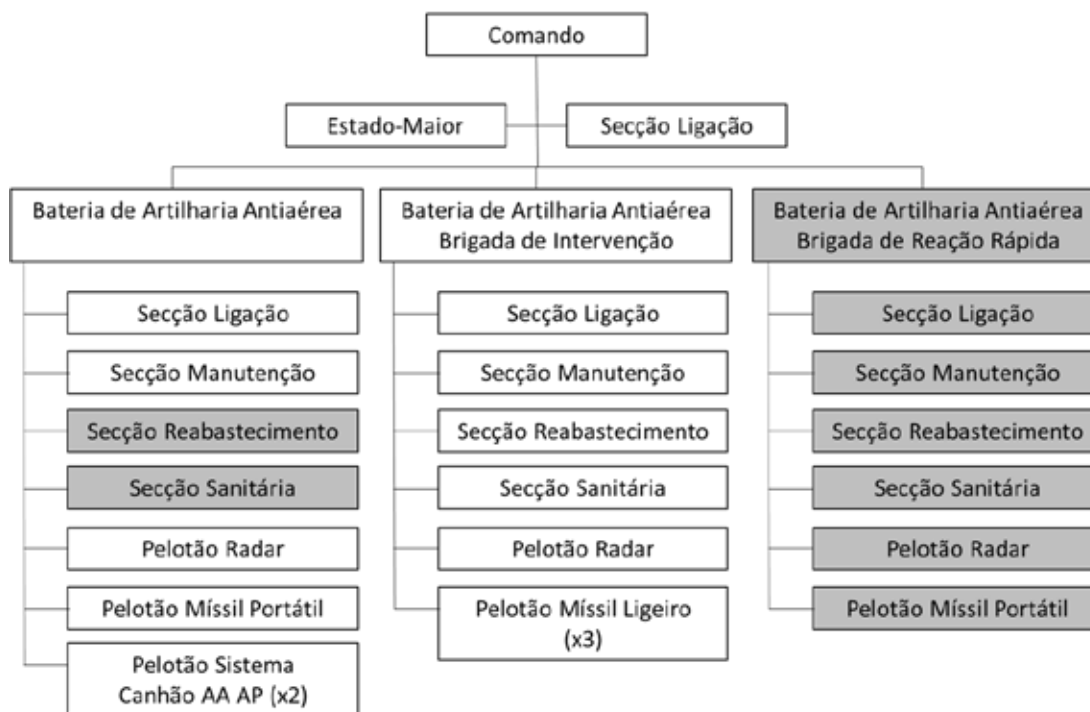 Comando
Estado-Maior
Secção Ligação
Bateria de Artilharia Antiaérea
Bateria de Artilharia Antiaérea
Brigada de Intervenção
Bateria de Artilharia Antiaérea
Brigada de Reação Rápida
Secção Ligação
Secção Manutenção
Secção Reabastecimento
Secção Sanitária
Pelotão Radar
Pelotão Míssil Portátil
Pelotão Sistema
Canhão AA AP (x2)
Secção Ligação
Secção Manutenção
Secção Reabastecimento
Secção Sanitária
Pelotão Radar
Pelotão Míssil Ligeiro
(x3)
Secção Ligação
Secção Manutenção
Secção Reabastecimento
Secção Sanitária
Pelotão Radar
Pelotão Míssil Portátil